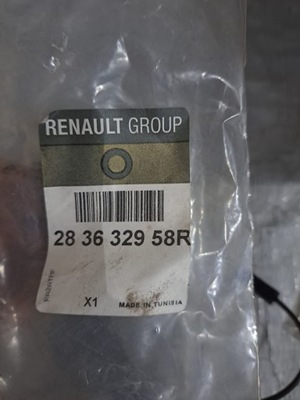 RENAULT GROUP
28 36 329 58R
X1
MADE IN TUNISIA